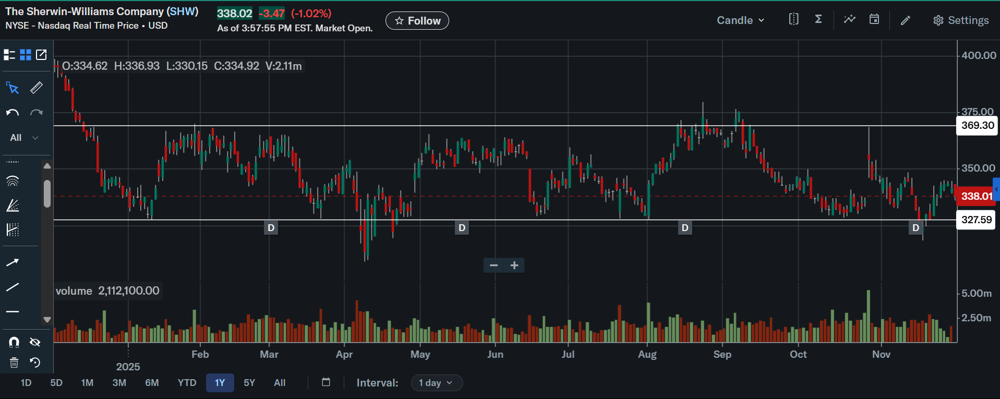 The Sherwin-Williams Company (SHW)
NYSE - Nasdaq Real Time Price • USD
338.02 -3.47 (-1.02%)
As of 3:57:55 PM EST. Market Open.
Follow
Candle
Settings
O:334.62 H:336.93 L:330.15 C:334.92 V:2.11m
All
400.00
375.00
369.30
350.00
338.01
327.59
D D D D
volume 2,112,100.00
5.00m
2.50m
2025 Feb Mar Apr May Jun Jul Aug Sep Oct Nov
1D 5D 1M 3M 6M YTD 1Y 5Y All Interval: 1 day